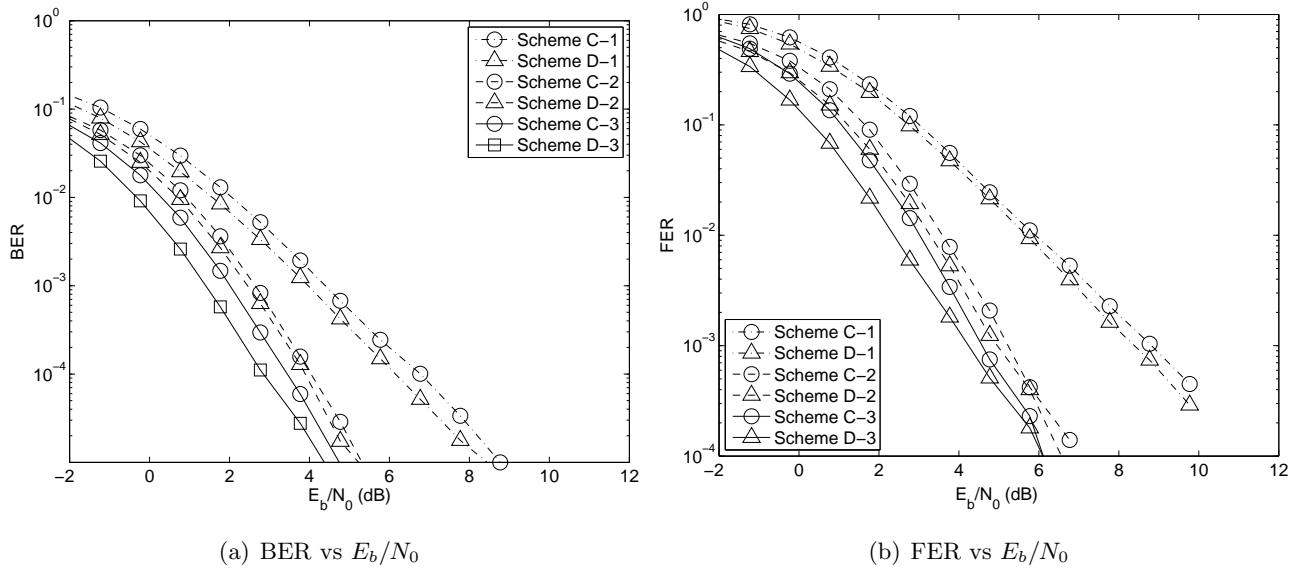 10^0
10^-1
10^-2
10^-3
10^-4
BER
−2 0 2 4 6 8 10 12
E_b/N_0 (dB)
Scheme C−1
Scheme D−1
Scheme C−2
Scheme D−2
Scheme C−3
Scheme D−3
(a) BER vs E_b/N_0
10^0
10^-1
10^-2
10^-3
10^-4
FER
−2 0 2 4 6 8 10 12
E_b/N_0 (dB)
Scheme C−1
Scheme D−1
Scheme C−2
Scheme D−2
Scheme C−3
Scheme D−3
(b) FER vs E_b/N_0